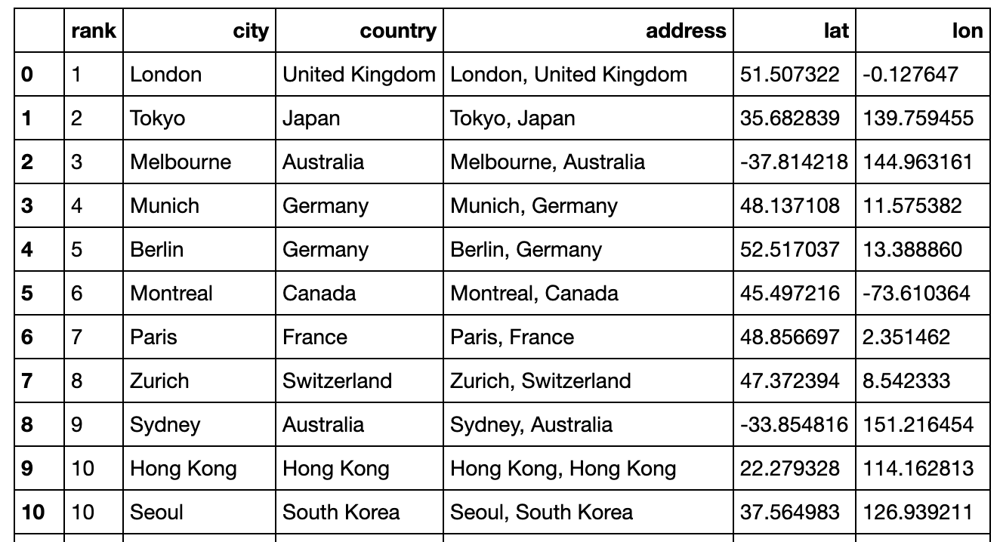 rank city country address lat lon
0 1 London United Kingdom London, United Kingdom 51.507322 -0.127647
1 2 Tokyo Japan Tokyo, Japan 35.682839 139.759455
2 3 Melbourne Australia Melbourne, Australia -37.814218 144.963161
3 4 Munich Germany Munich, Germany 48.137108 11.575382
4 5 Berlin Germany Berlin, Germany 52.517037 13.388860
5 6 Montreal Canada Montreal, Canada 45.497216 -73.610364
6 7 Paris France Paris, France 48.856697 2.351462
7 8 Zurich Switzerland Zurich, Switzerland 47.372394 8.542333
8 9 Sydney Australia Sydney, Australia -33.854816 151.216454
9 10 Hong Kong Hong Kong Hong Kong, Hong Kong 22.279328 114.162813
10 10 Seoul South Korea Seoul, South Korea 37.564983 126.939211